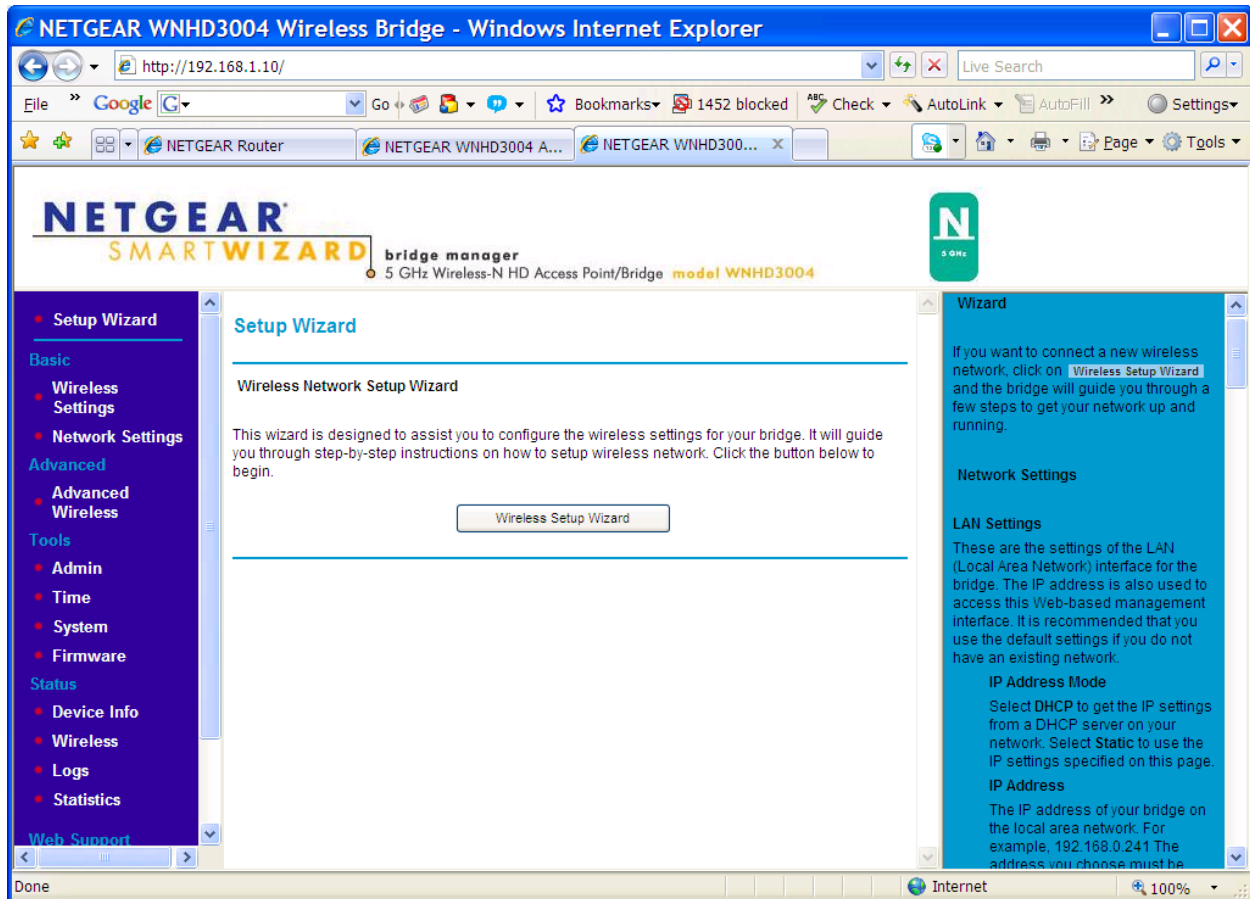 NETGEAR WNHD3004 Wireless Bridge - Windows Internet Explorer
http://192.168.1.10/
Live Search
File » Google G Go Bookmarks 1452 blocked ABC Check AutoLink AutoFill » Settings
NETGEAR Router
NETGEAR WNHD3004 A...
NETGEAR WNHD300... X
Page Tools
NETGEAR
SMARTWIZARD
bridge manager
5 GHz Wireless-N HD Access Point/Bridge model WNHD3004
N
5 GHz
Setup Wizard
Basic
Wireless
Settings
Network Settings
Advanced
Advanced
Wireless
Tools
Admin
Time
System
Firmware
Status
Device Info
Wireless
Logs
Statistics
Web Support
Setup Wizard
Wireless Network Setup Wizard
This wizard is designed to assist you to configure the wireless settings for your bridge. It will guide
you through step-by-step instructions on how to setup wireless network. Click the button below to
begin.
Wireless Setup Wizard
Wizard
If you want to connect a new wireless
network, click on Wireless Setup Wizard
and the bridge will guide you through a
few steps to get your network up and
running.
Network Settings
LAN Settings
These are the settings of the LAN
(Local Area Network) interface for the
bridge. The IP address is also used to
access this Web-based management
interface. It is recommended that you
use the default settings if you do not
have an existing network.
IP Address Mode
Select DHCP to get the IP settings
from a DHCP server on your
network. Select Static to use the
IP settings specified on this page.
IP Address
The IP address of your bridge on
the local area network. For
example, 192.168.0.241 The
address you choose must be
Done
Internet
100%